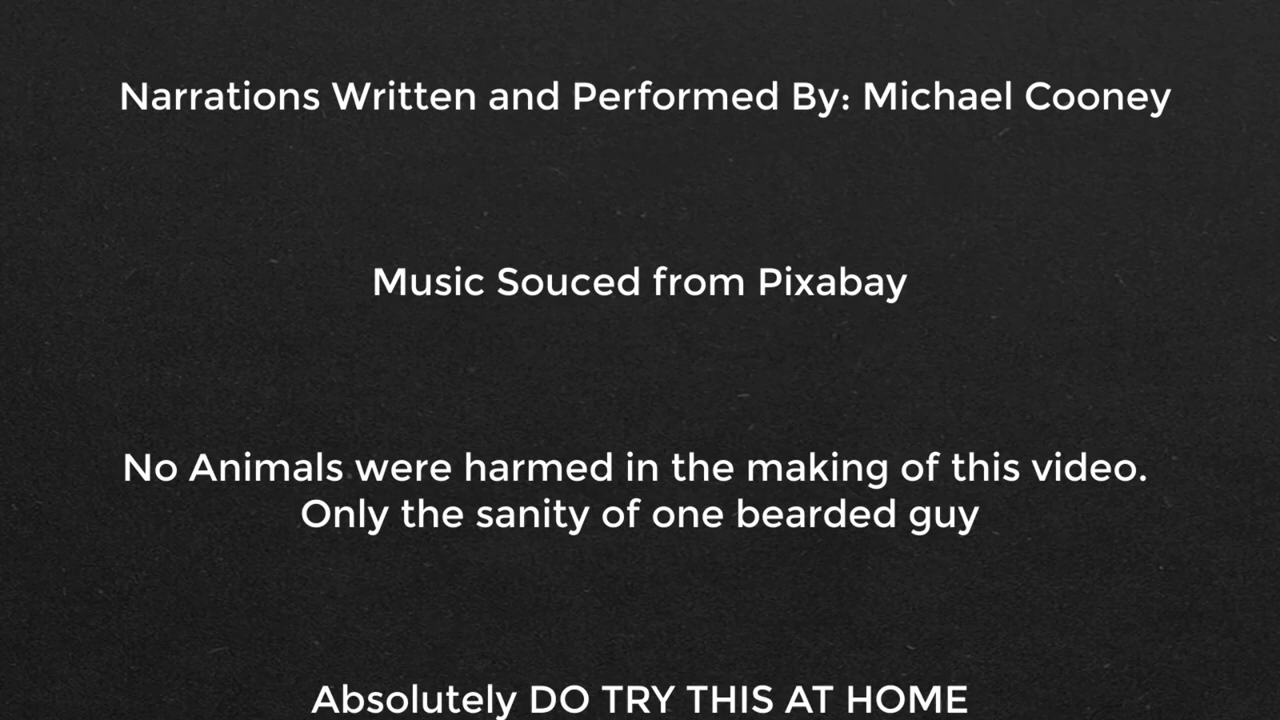 Narrations Written and Performed By: Michael Cooney
Music Souced from Pixabay
No Animals were harmed in the making of this video.
Only the sanity of one bearded guy
Absolutely DO TRY THIS AT HOME